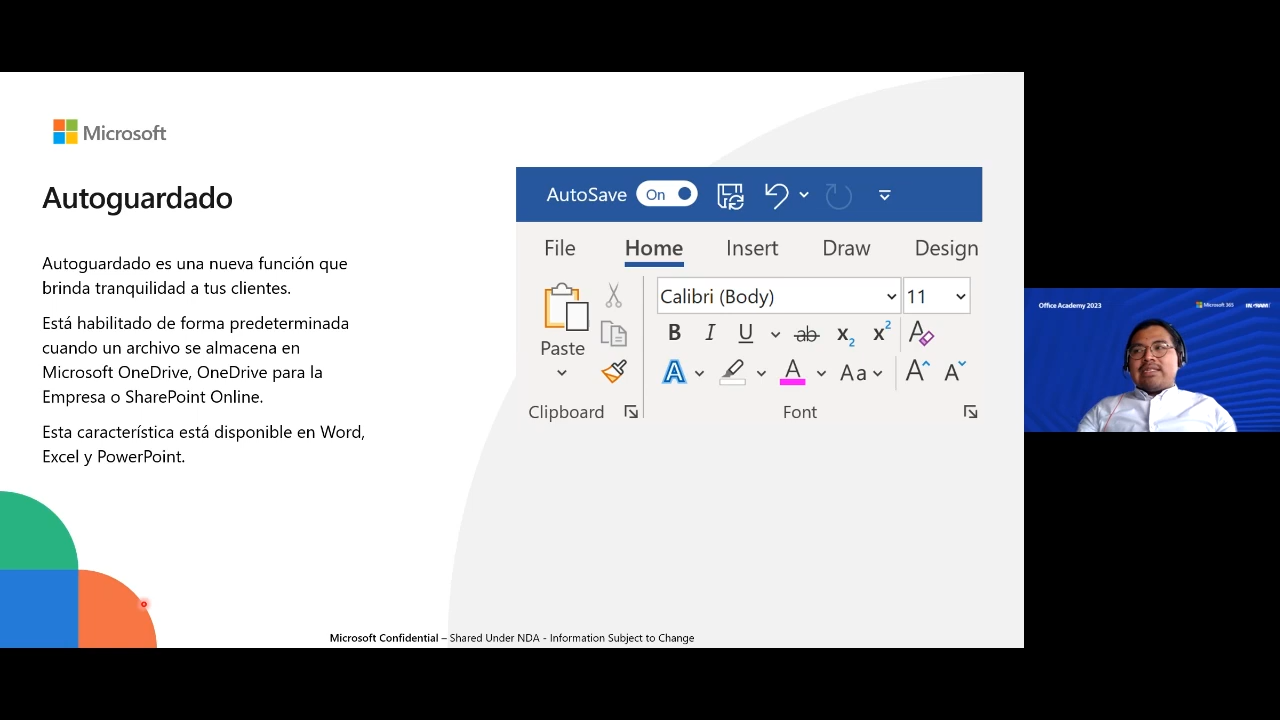 Microsoft
Autoguardado
Autoguardado es una nueva función que
brinda tranquilidad a tus clientes.
Está habilitado de forma predeterminada
cuando un archivo se almacena en
Microsoft OneDrive, OneDrive para la
Empresa o SharePoint Online.
Esta característica está disponible en Word,
Excel y PowerPoint.
AutoSave On
File Home Insert Draw Design
Calibri (Body) 11
B I U ab x2 x2 A
Paste
A A Aa A A
Clipboard Font
Microsoft Confidential – Shared Under NDA - Information Subject to Change
Office Academy 2023
Microsoft 365